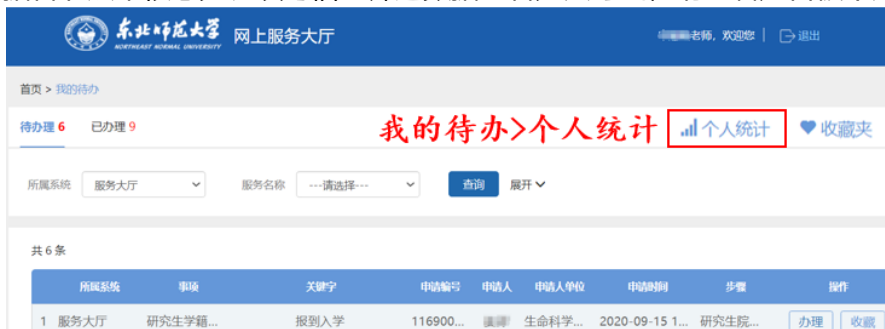 东北师范大学 网上服务大厅 老师，欢迎您 | 退出
NORTHEAST NORMAL UNIVERSITY
首页 > 我的待办
待办理 6 已办理 9 我的待办>个人统计 个人统计 收藏夹
所属系统 服务大厅 服务名称 ---请选择--- 查询 展开
共 6 条
所属系统 事项 关键字 申请编号 申请人 申请人单位 申请时间 步骤 操作
1 服务大厅 研究生学籍... 报到入学 116900... 生命科学... 2020-09-15 1... 研究生院... 办理 收藏